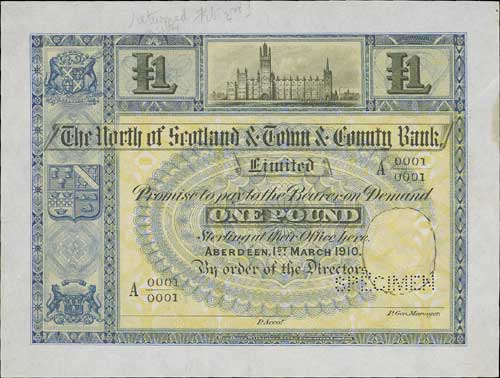 returned
£1
£1
The North of Scotland & Town & County Bank
Limited
A 0001/0001
Promise to pay to the Bearer on Demand
ONE POUND
Sterling at their Office here.
ABERDEEN, 1ST MARCH 1910.
By order of the Directors,
SPECIMEN
A 0001/0001
P. Acco.t
P. Gen. Manager.